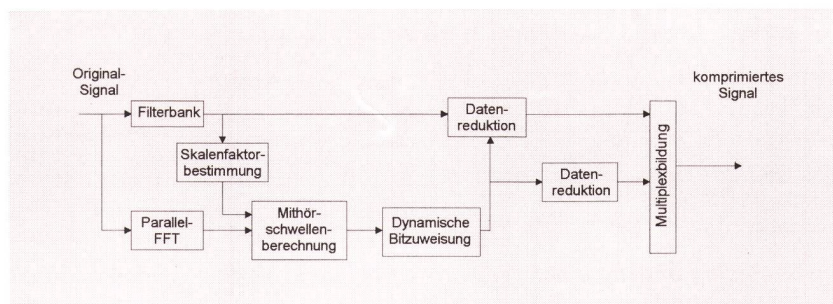 Original-
Signal
komprimiertes
Signal
Filterbank
Daten-
reduktion
Skalenfaktor-
bestimmung
Daten-
reduktion
Multiplexbildung
Parallel-
FFT
Mithör-
schwellen-
berechnung
Dynamische
Bitzuweisung